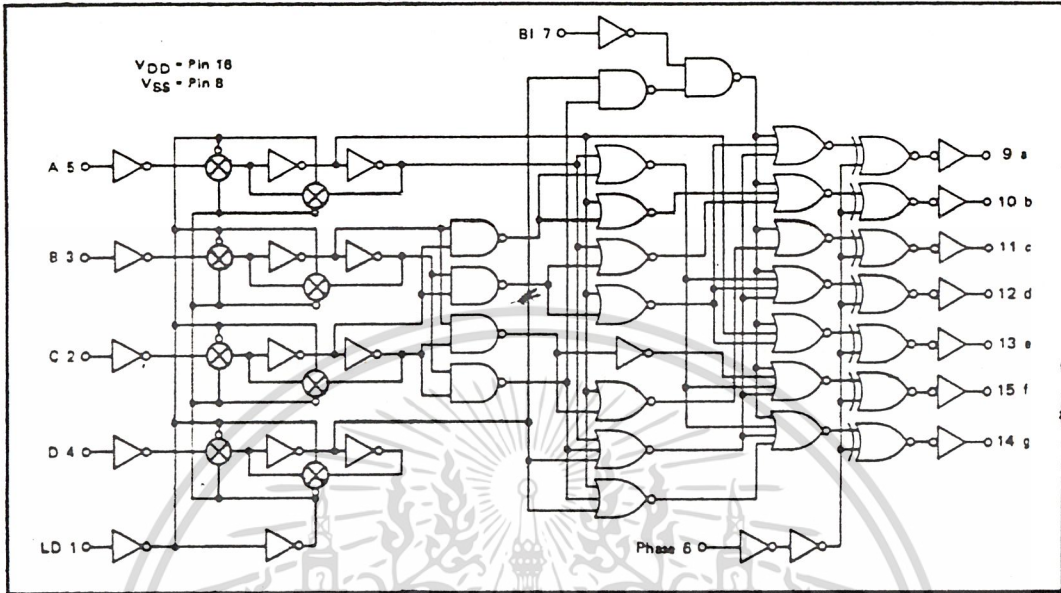 BI 7
VDD = Pin 16
VSS = Pin 8
A 5
9 a
10 b
B 3
11 c
12 d
C 2
13 e
15 f
D 4
14 g
LD 1
Phase 6